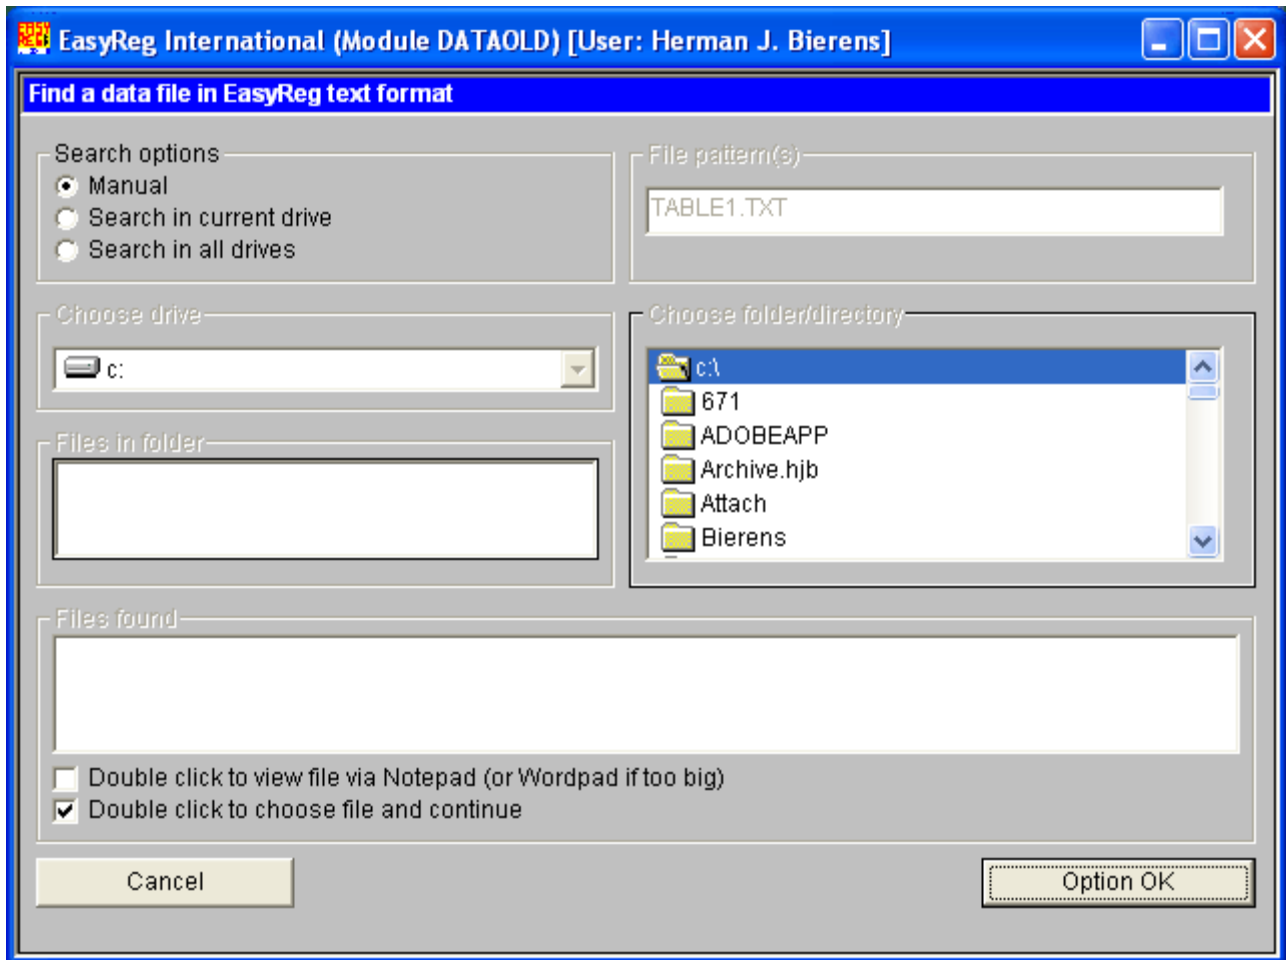 EasyReg International (Module DATAOLD) [User: Herman J. Bierens]
Find a data file in EasyReg text format
Search options
Manual
Search in current drive
Search in all drives
File pattern(s)
TABLE1.TXT
Choose drive
c:
Choose folder/directory
c:\
671
ADOBEAPP
Archive.hjb
Attach
Bierens
Files in folder
Files found
Double click to view file via Notepad (or Wordpad if too big)
Double click to choose file and continue
Cancel
Option OK